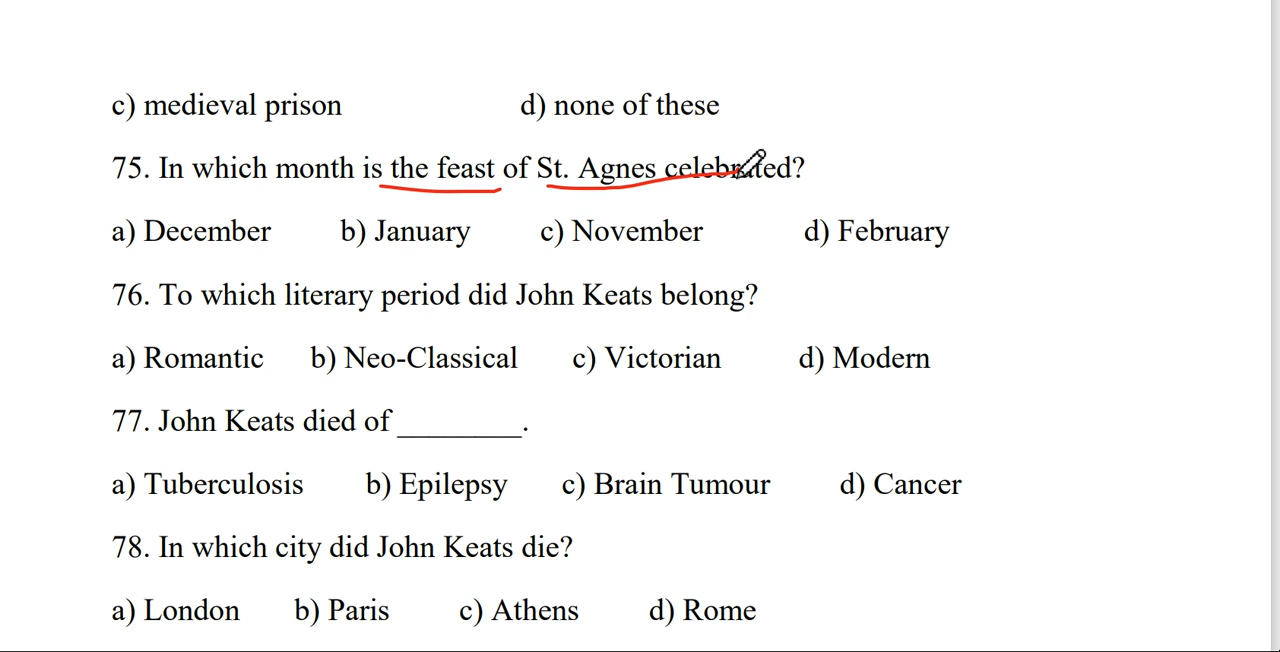 c) medieval prison d) none of these
75. In which month is the feast of St. Agnes celebrated?
a) December b) January c) November d) February
76. To which literary period did John Keats belong?
a) Romantic b) Neo-Classical c) Victorian d) Modern
77. John Keats died of ________.
a) Tuberculosis b) Epilepsy c) Brain Tumour d) Cancer
78. In which city did John Keats die?
a) London b) Paris c) Athens d) Rome